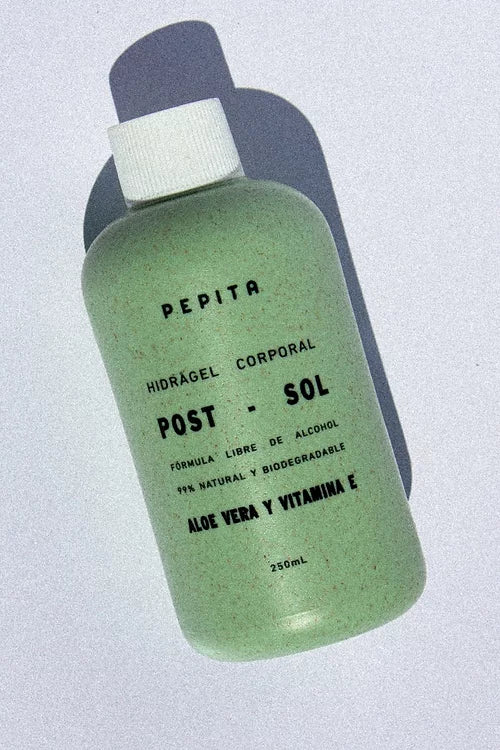 PEPITA
HIDRAGEL CORPORAL
POST - SOL
FÓRMULA LIBRE DE ALCOHOL
99% NATURAL Y BIODEGRADABLE
ALOE VERA Y VITAMINA E
250mL